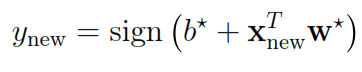 y_new = sign (b⋆ + x_new^T w⋆)